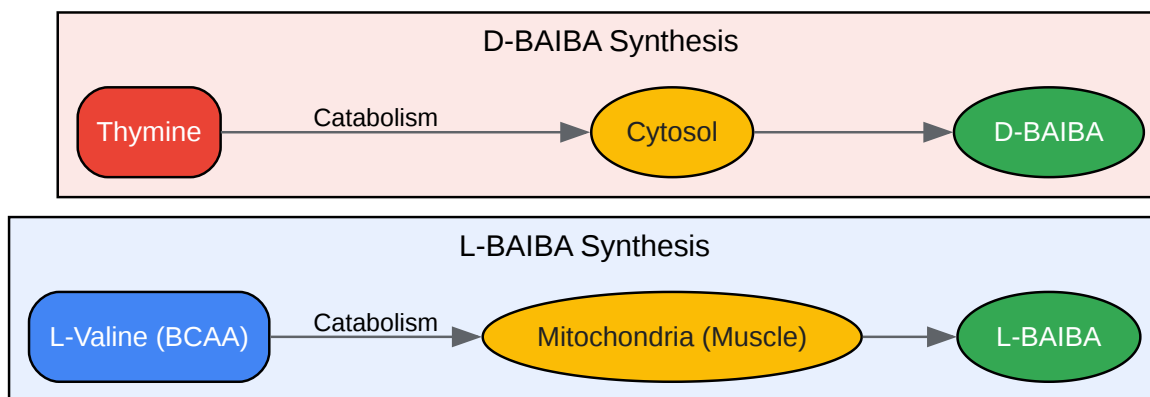 D-BAIBA Synthesis
Thymine
Catabolism
Cytosol
D-BAIBA
L-BAIBA Synthesis
L-Valine (BCAA)
Catabolism
Mitochondria (Muscle)
L-BAIBA